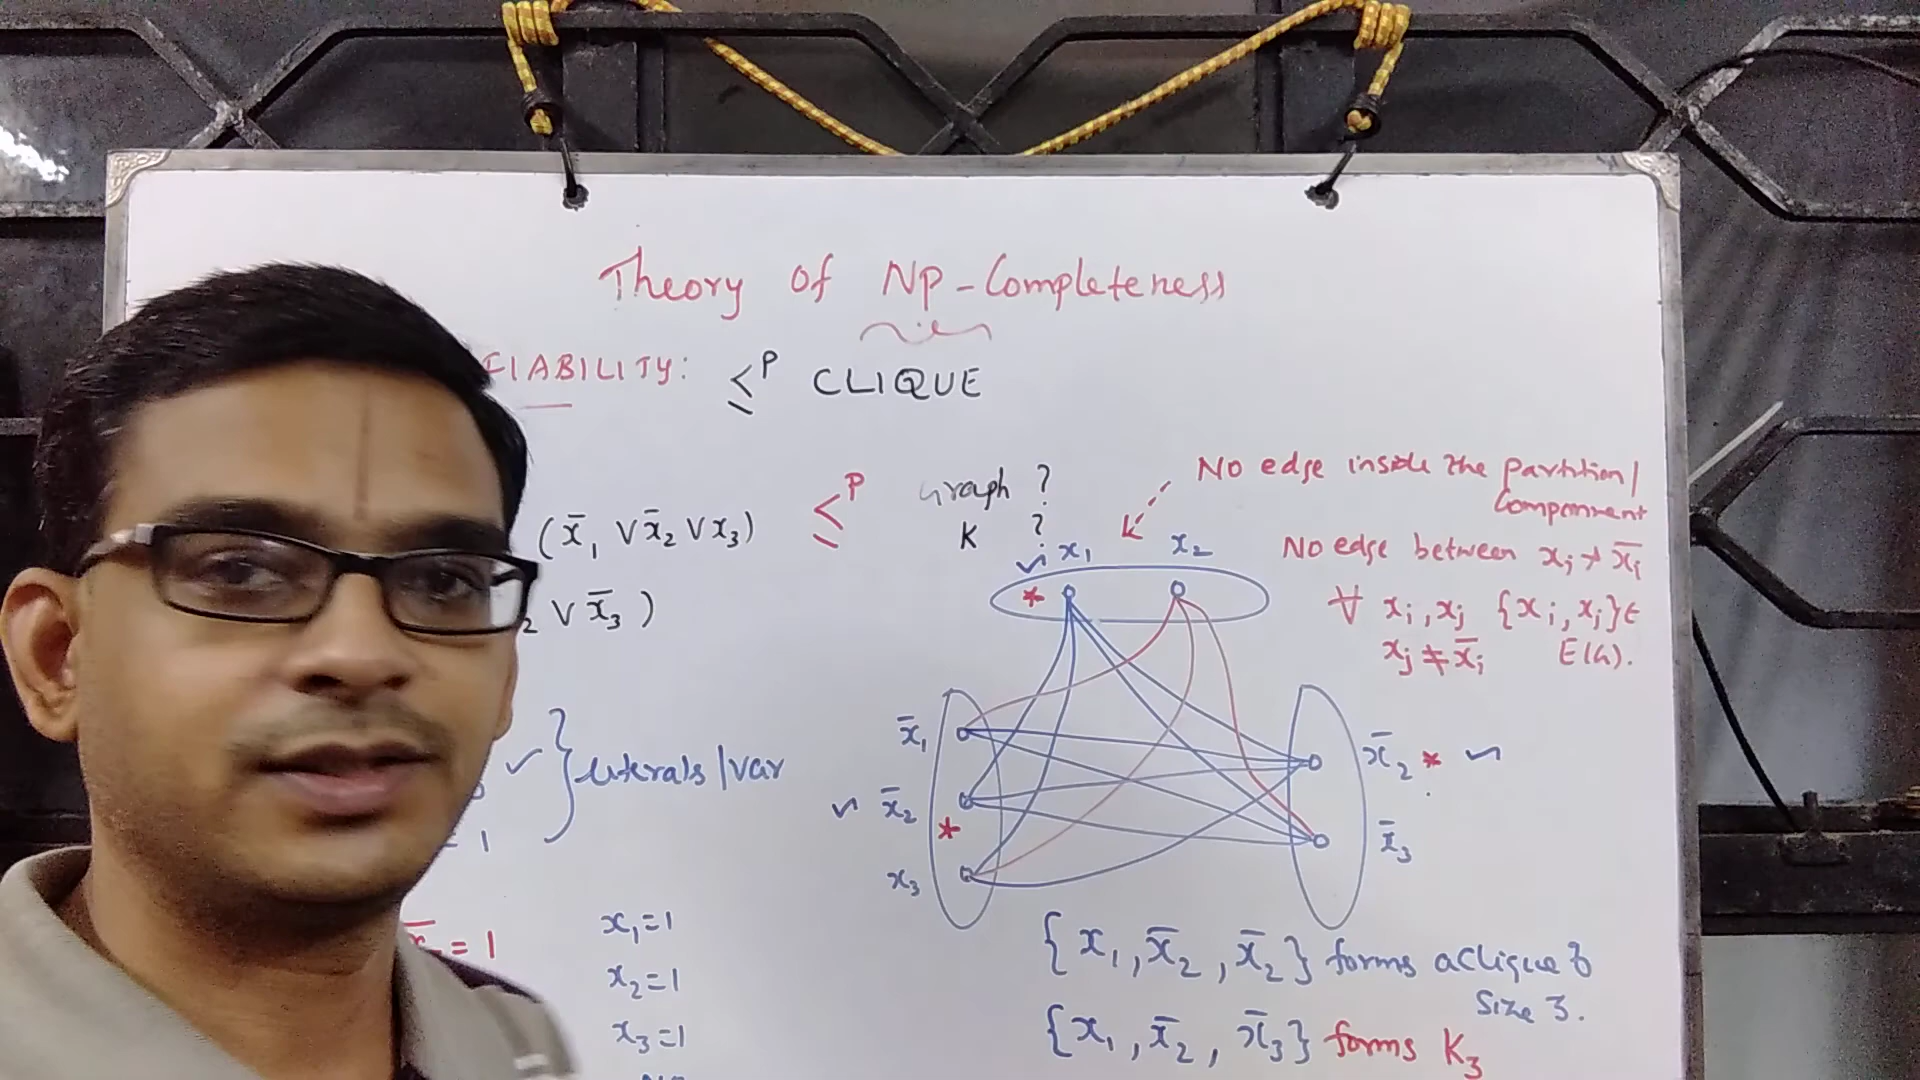 Theory of NP-Completeness
FIABILITY: ≤ᴾ CLIQUE
No edge inside the partition/
Component
Graph ?
K ?
(x̄₁ ∨ x̄₂ ∨ x₃) ≤ᴾ
₂ ∨ x̄₃)
No edge between xᵢ & x̄ᵢ
∀ xᵢ, xⱼ {xᵢ, xⱼ} ∈
xⱼ ≠ x̄ᵢ E(G).
x₁ x₂
*
x̄₁
x̄₂
*
x₃
x̄₂ *
x̄₃
} literals/var
= 1
= 1
x₁=1
x₂=1
x₃=1
{x₁, x̄₂, x̄₂} forms a clique of
Size 3.
{x₁, x̄₂, x̄₃} forms K₃